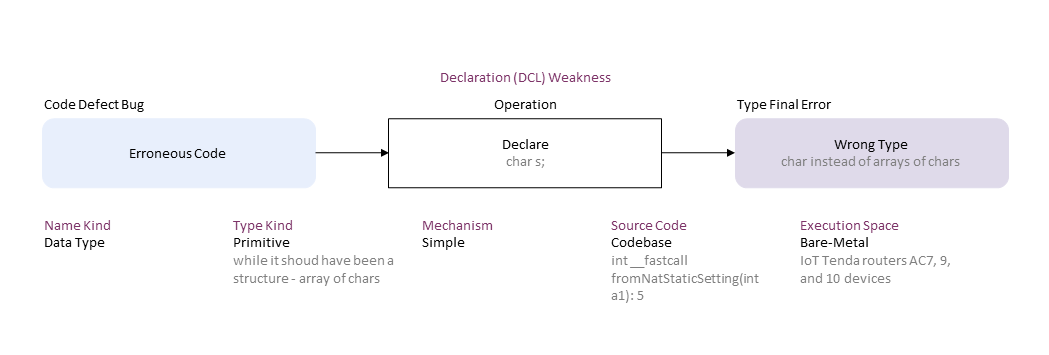 Declaration (DCL) Weakness
Code Defect Bug
Operation
Type Final Error
Erroneous Code
Declare
char s;
Wrong Type
char instead of arrays of chars
Name Kind
Data Type
Type Kind
Primitive
while it shoud have been a
structure - array of chars
Mechanism
Simple
Source Code
Codebase
int __fastcall
fromNatStaticSetting(int
a1): 5
Execution Space
Bare-Metal
IoT Tenda routers AC7, 9,
and 10 devices